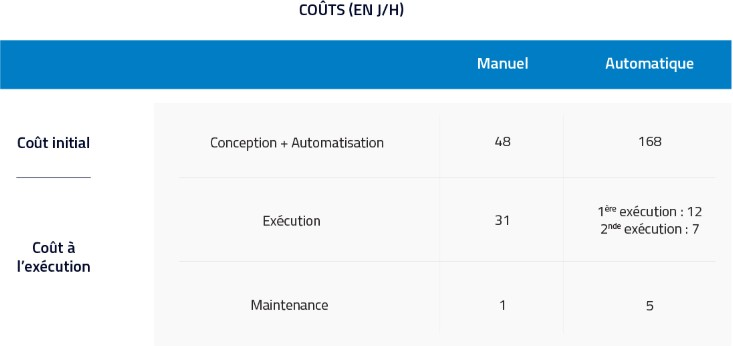 COÛTS (EN J/H)
Manuel Automatique
Coût initial Conception + Automatisation 48 168
Coût à
l'exécution
Exécution 31 1ère exécution : 12
2nde exécution : 7
Maintenance 1 5